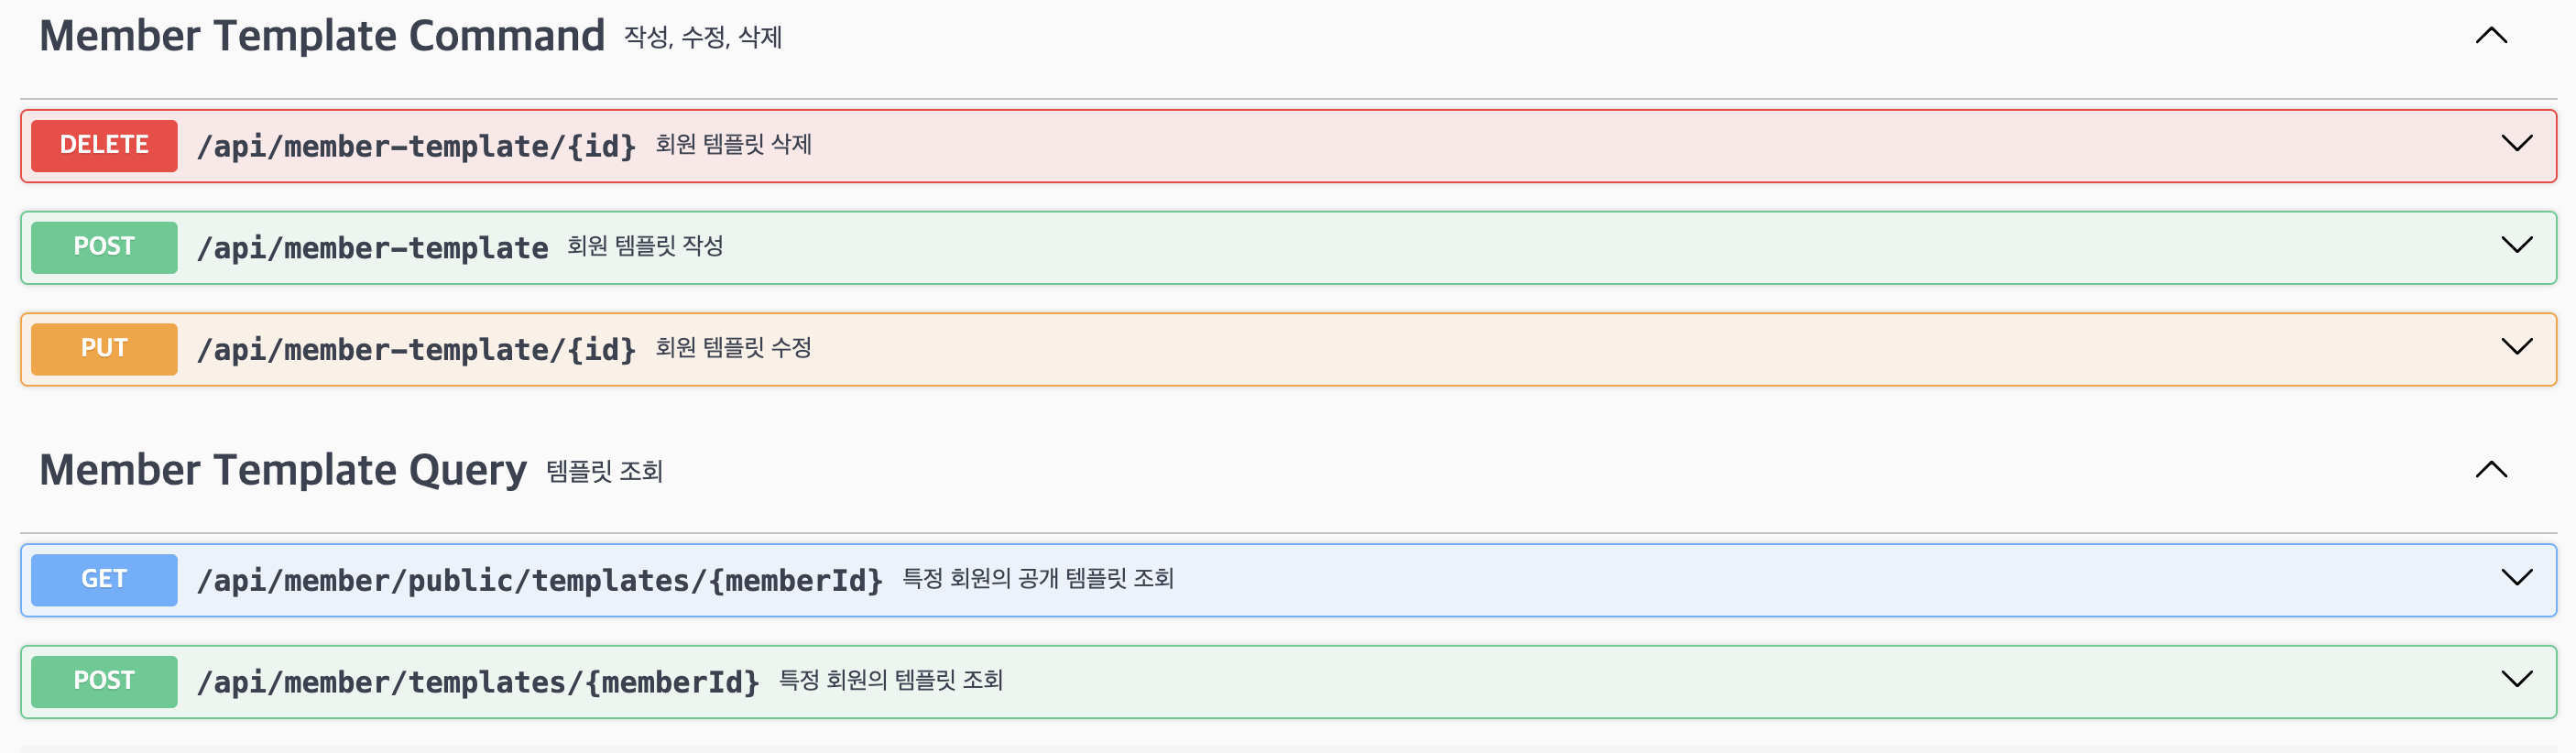 Member Template Command 작성, 수정, 삭제
DELETE /api/member-template/{id} 회원 템플릿 삭제
POST /api/member-template 회원 템플릿 작성
PUT /api/member-template/{id} 회원 템플릿 수정
Member Template Query 템플릿 조회
GET /api/member/public/templates/{memberId} 특정 회원의 공개 템플릿 조회
POST /api/member/templates/{memberId} 특정 회원의 템플릿 조회